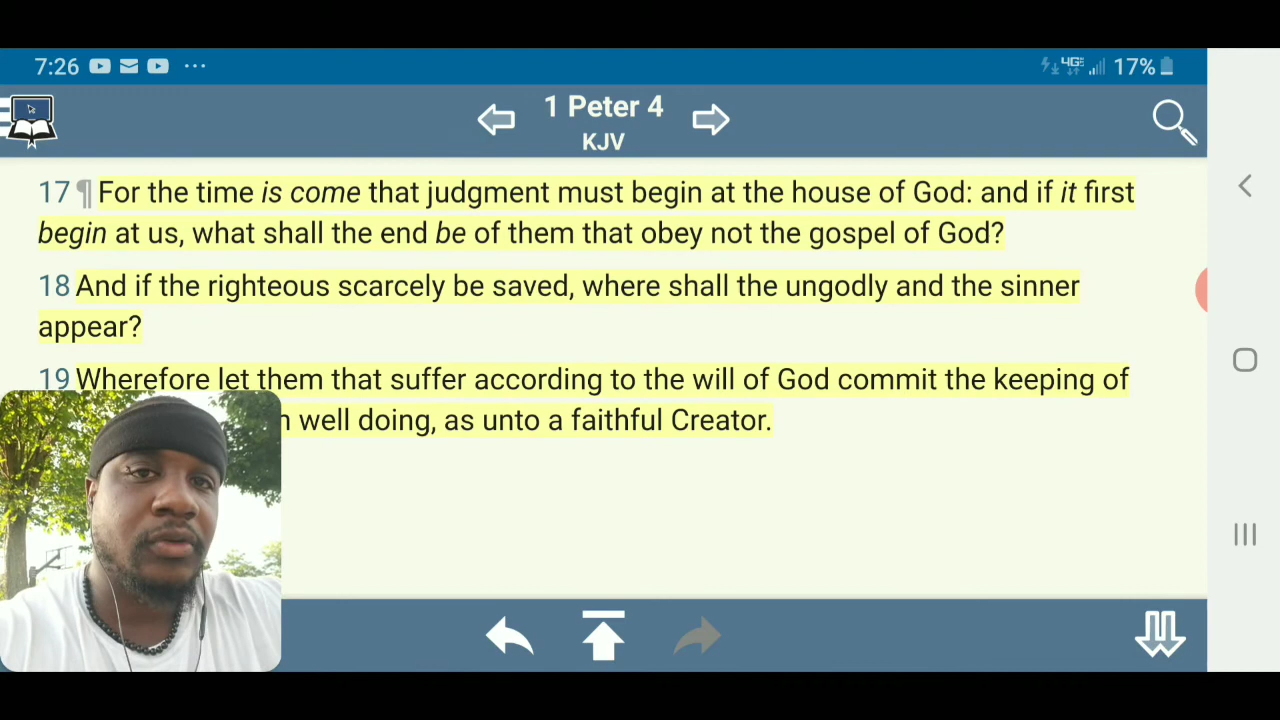 7:26 ... 4GE 17%
1 Peter 4
KJV
17 ¶ For the time is come that judgment must begin at the house of God: and if it first
begin at us, what shall the end be of them that obey not the gospel of God?
18 And if the righteous scarcely be saved, where shall the ungodly and the sinner
appear?
19 Wherefore let them that suffer according to the will of God commit the keeping of
well doing, as unto a faithful Creator.